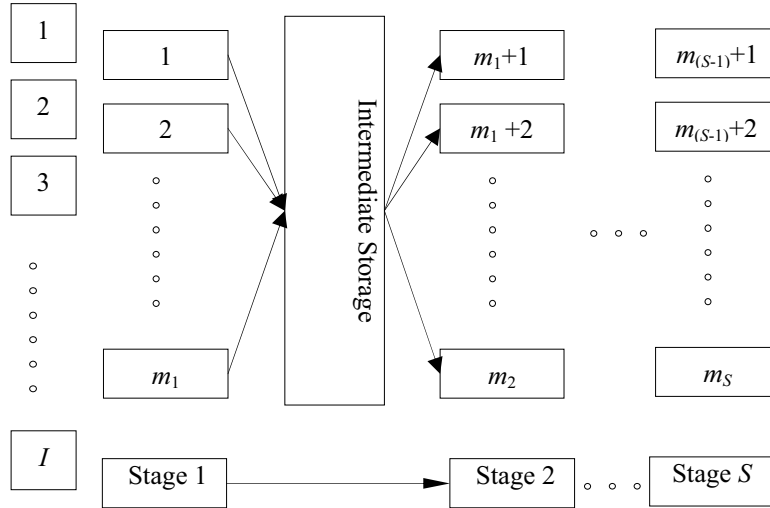 1
2
3
I
1
2
m₁
Intermediate Storage
m₁+1
m₁ +2
m₂
m₍S-1₎+1
m₍S-1₎+2
mS
Stage 1
Stage 2
Stage S